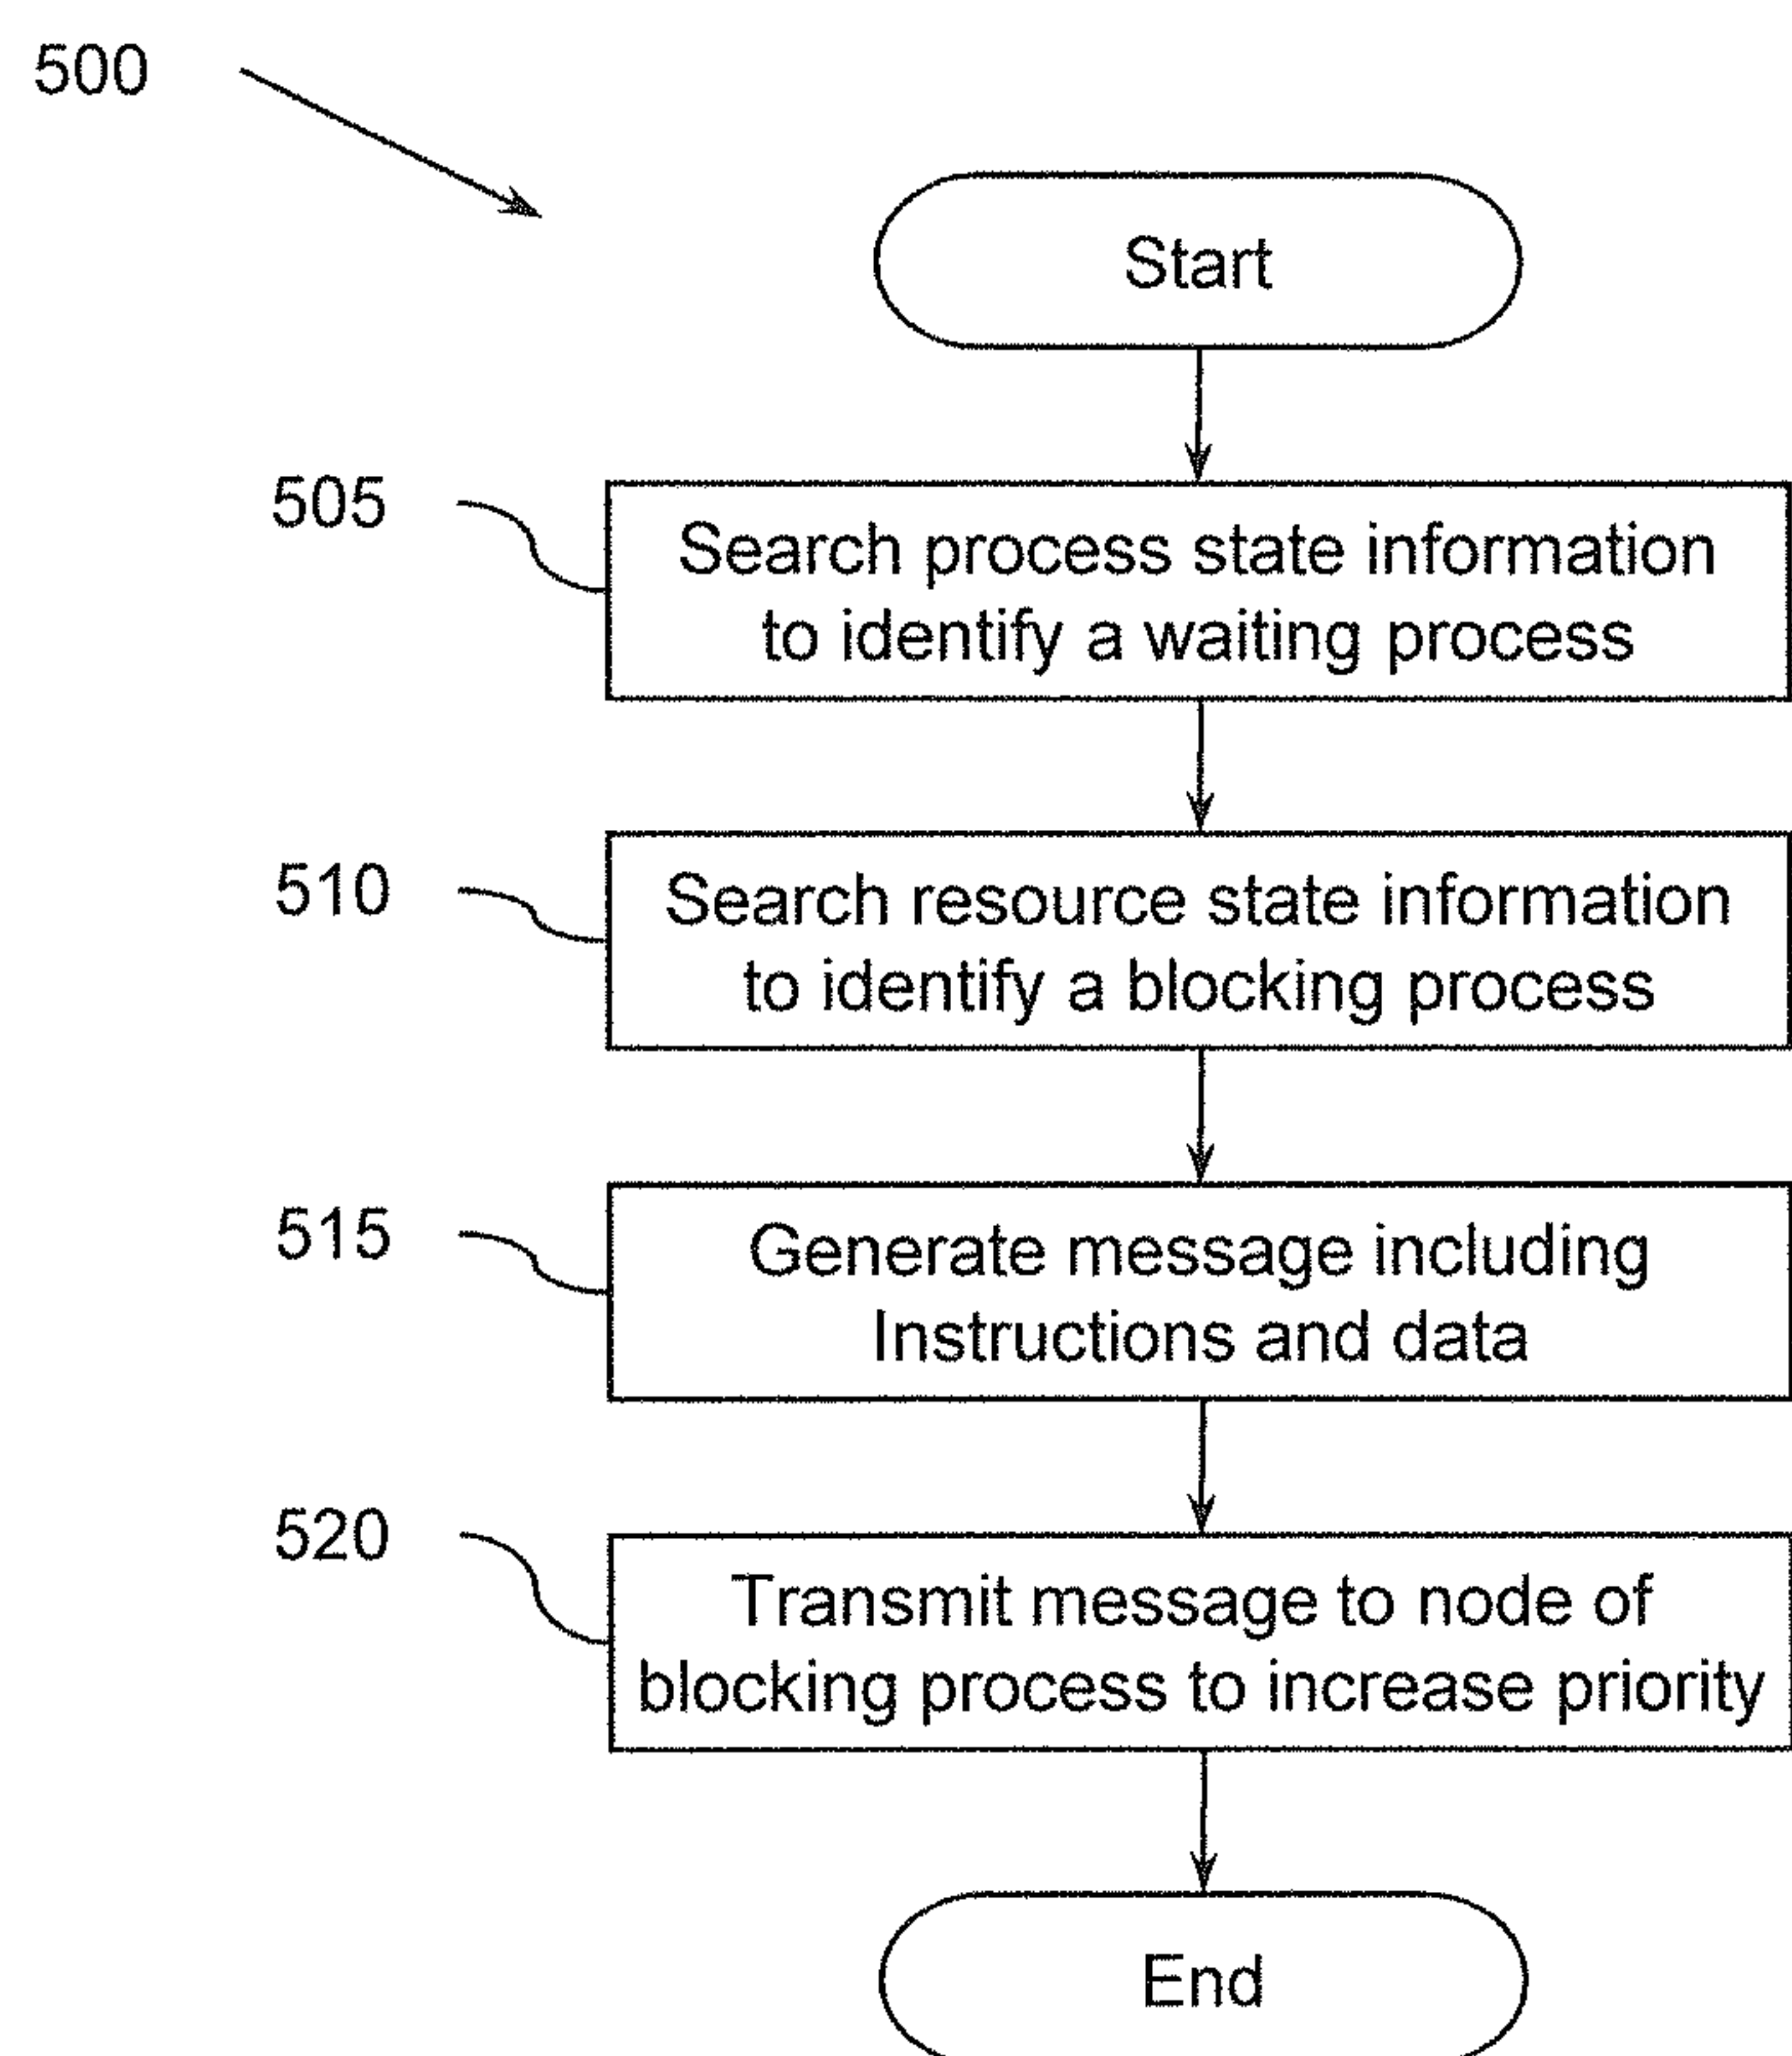 500
Start
505
Search process state information
to identify a waiting process
510
Search resource state information
to identify a blocking process
515
Generate message including
Instructions and data
520
Transmit message to node of
blocking process to increase priority
End